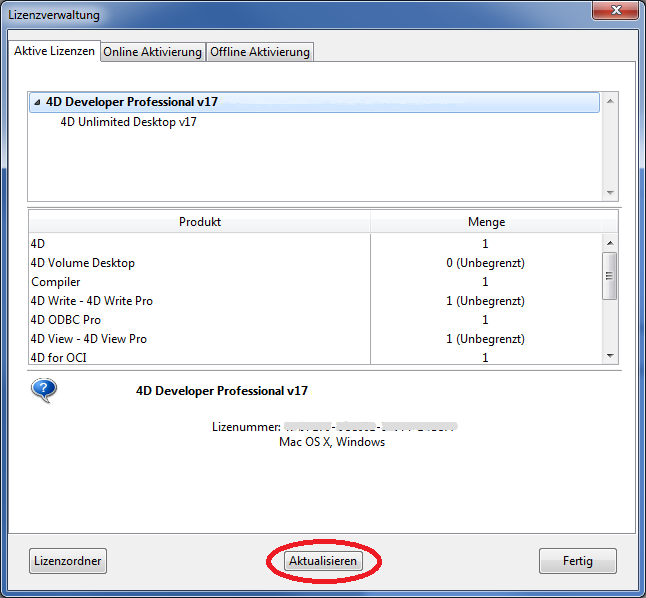 Lizenzverwaltung
Aktive Lizenzen Online Aktivierung Offline Aktivierung
4D Developer Professional v17
4D Unlimited Desktop v17
Produkt Menge
4D 1
4D Volume Desktop 0 (Unbegrenzt)
Compiler 1
4D Write - 4D Write Pro 1 (Unbegrenzt)
4D ODBC Pro 1
4D View - 4D View Pro 1 (Unbegrenzt)
4D for OCI 1
4D Developer Professional v17
Lizenummer:
Mac OS X, Windows
Lizenzordner Aktualisieren Fertig